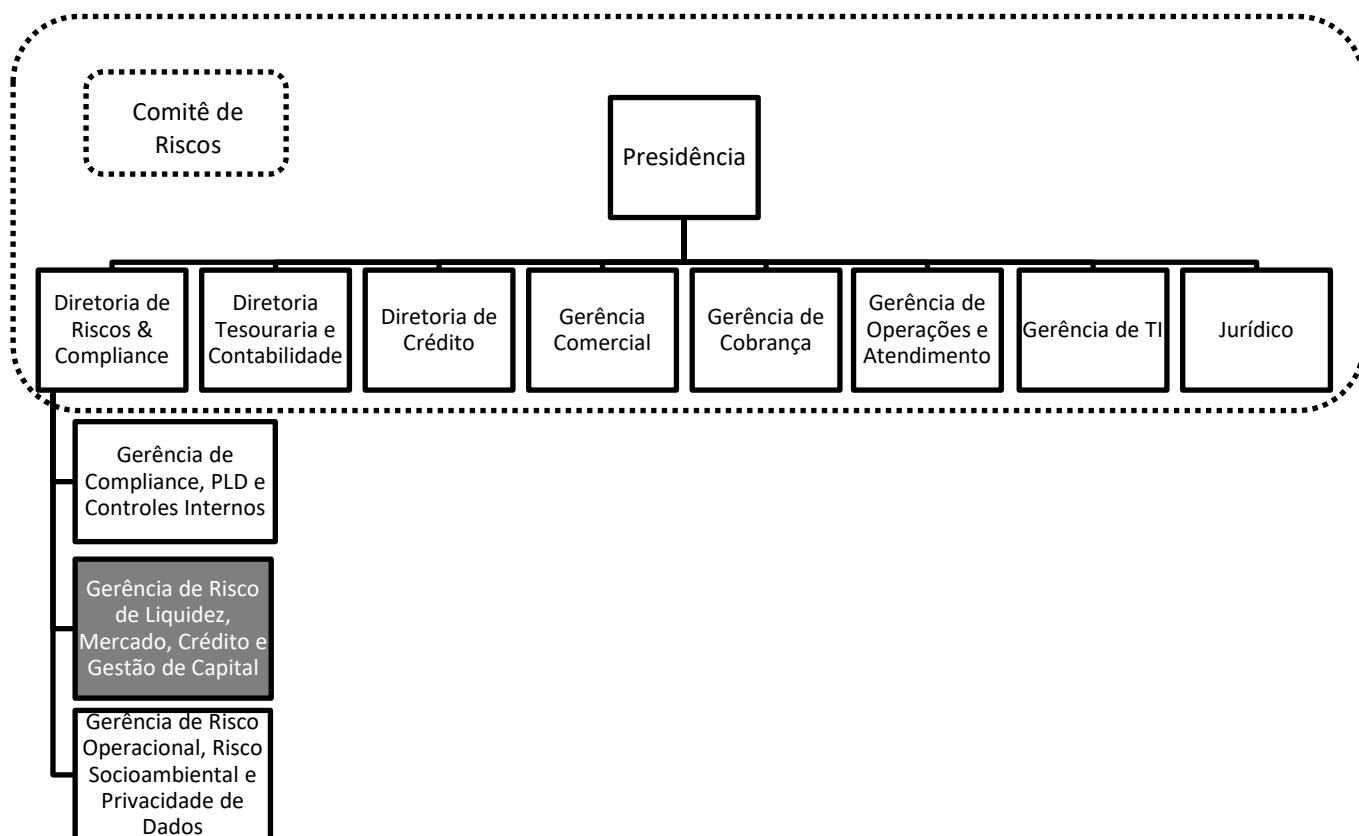 Comitê de
Riscos
Presidência
Diretoria de
Riscos &
Compliance
Diretoria
Tesouraria e
Contabilidade
Diretoria de
Crédito
Gerência
Comercial
Gerência de
Cobrança
Gerência de
Operações e
Atendimento
Gerência de TI
Jurídico
Gerência de
Compliance, PLD e
Controles Internos
Gerência de Risco
de Liquidez,
Mercado, Crédito e
Gestão de Capital
Gerência de Risco
Operacional, Risco
Socioambiental e
Privacidade de
Dados